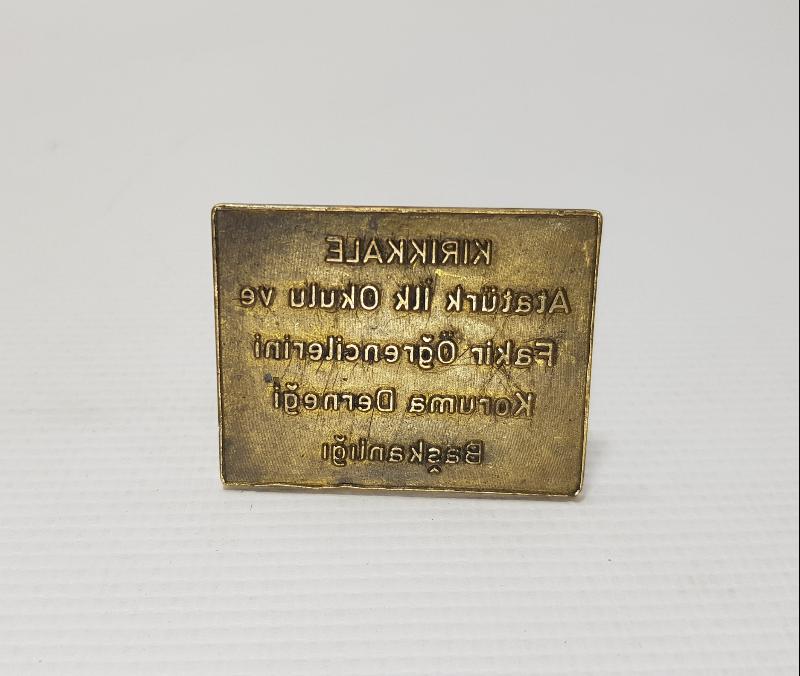 KIRIKKALE
Atatürk İlk Okulu ve
Fakir Öğrencilerini
Koruma Derneği
Başkanlığı